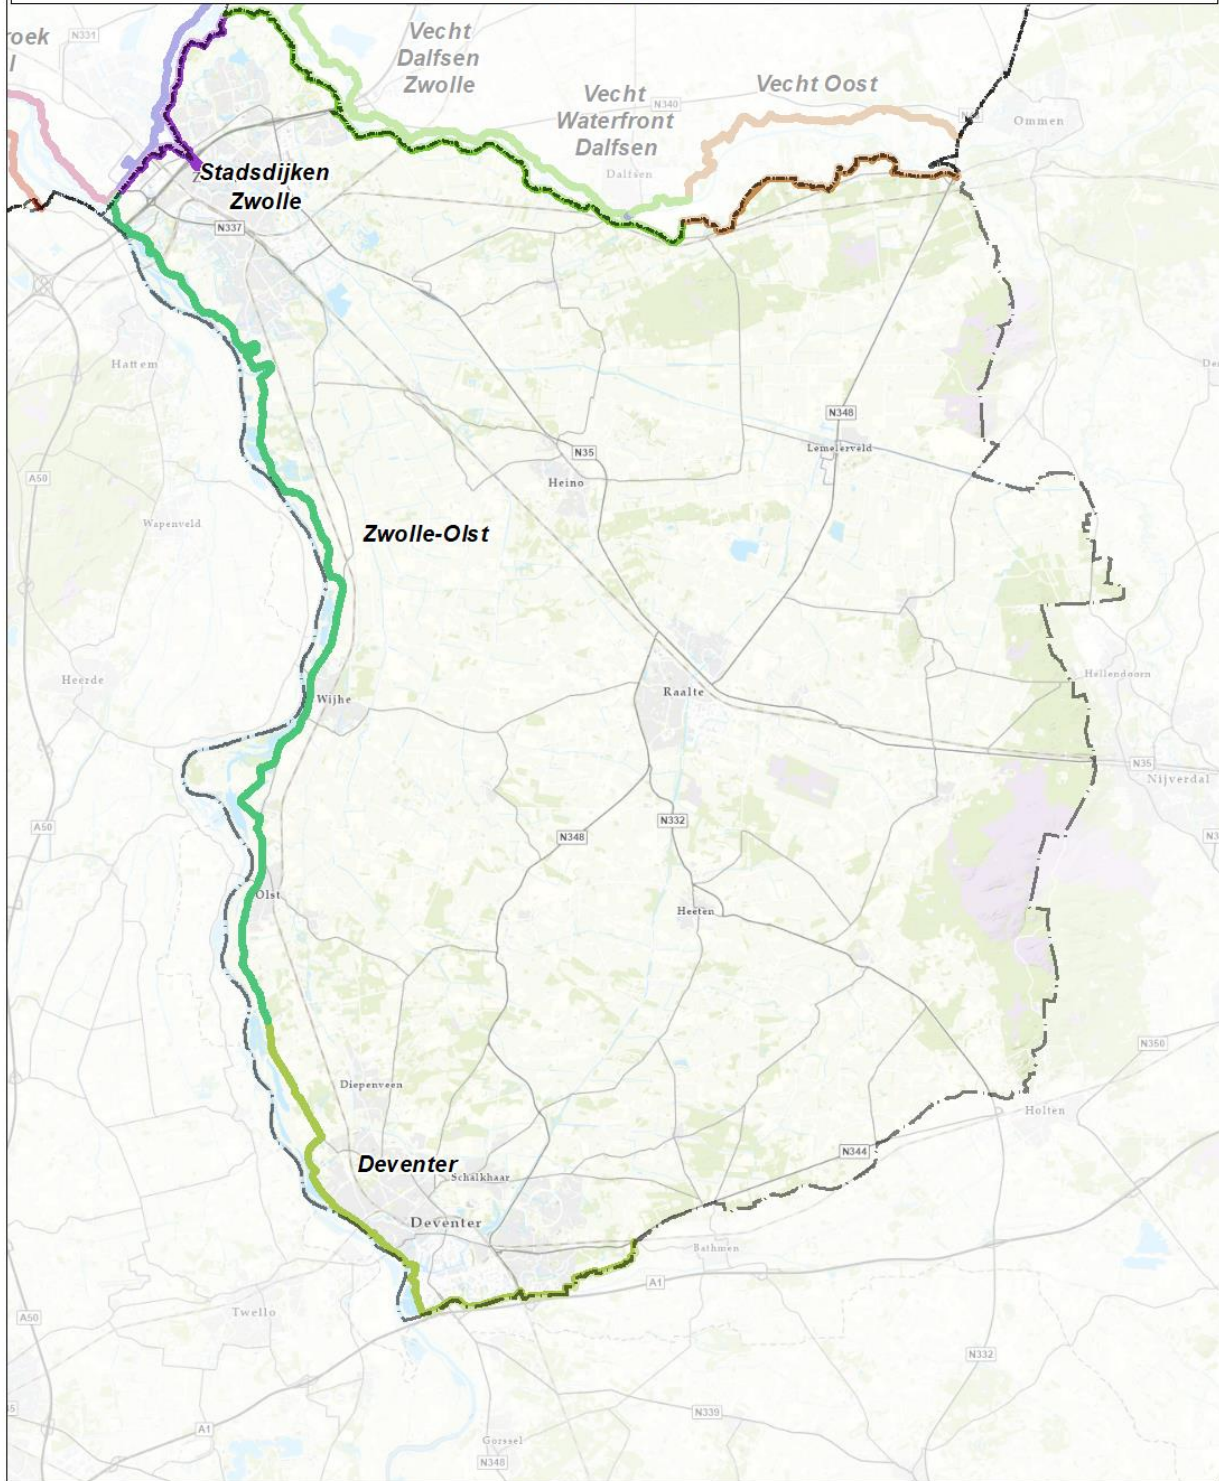 roek
l
N331
Vecht
Dalfsen
Zwolle
Vecht
Waterfront
Dalfsen
N340
Vecht Oost
Ommen
Dalfsen
Stadsdijken
Zwolle
N337
Hattem
N348
Lemelerveld
N35
Heino
A50
Wapenveld
Zwolle-Olst
Heerde
Wijhe
Raalte
Hellendoorn
N35
Nijverdal
A50
N348
N332
Olst
Heeten
N350
Diepenveen
Holten
N344
Deventer
Schalkhaar
Deventer
Bathmen
A1
Twello
A50
N332
N339
A1
Gorssel
N348